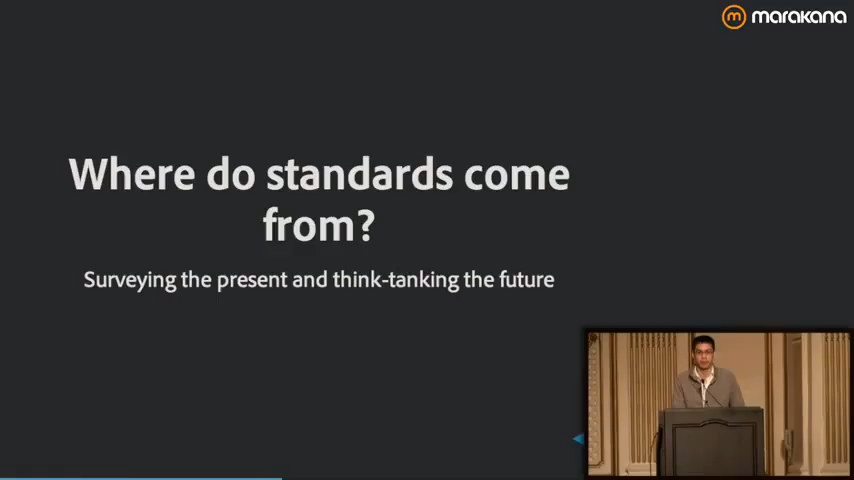 marakana
Where do standards come
from?
Surveying the present and think-tanking the future